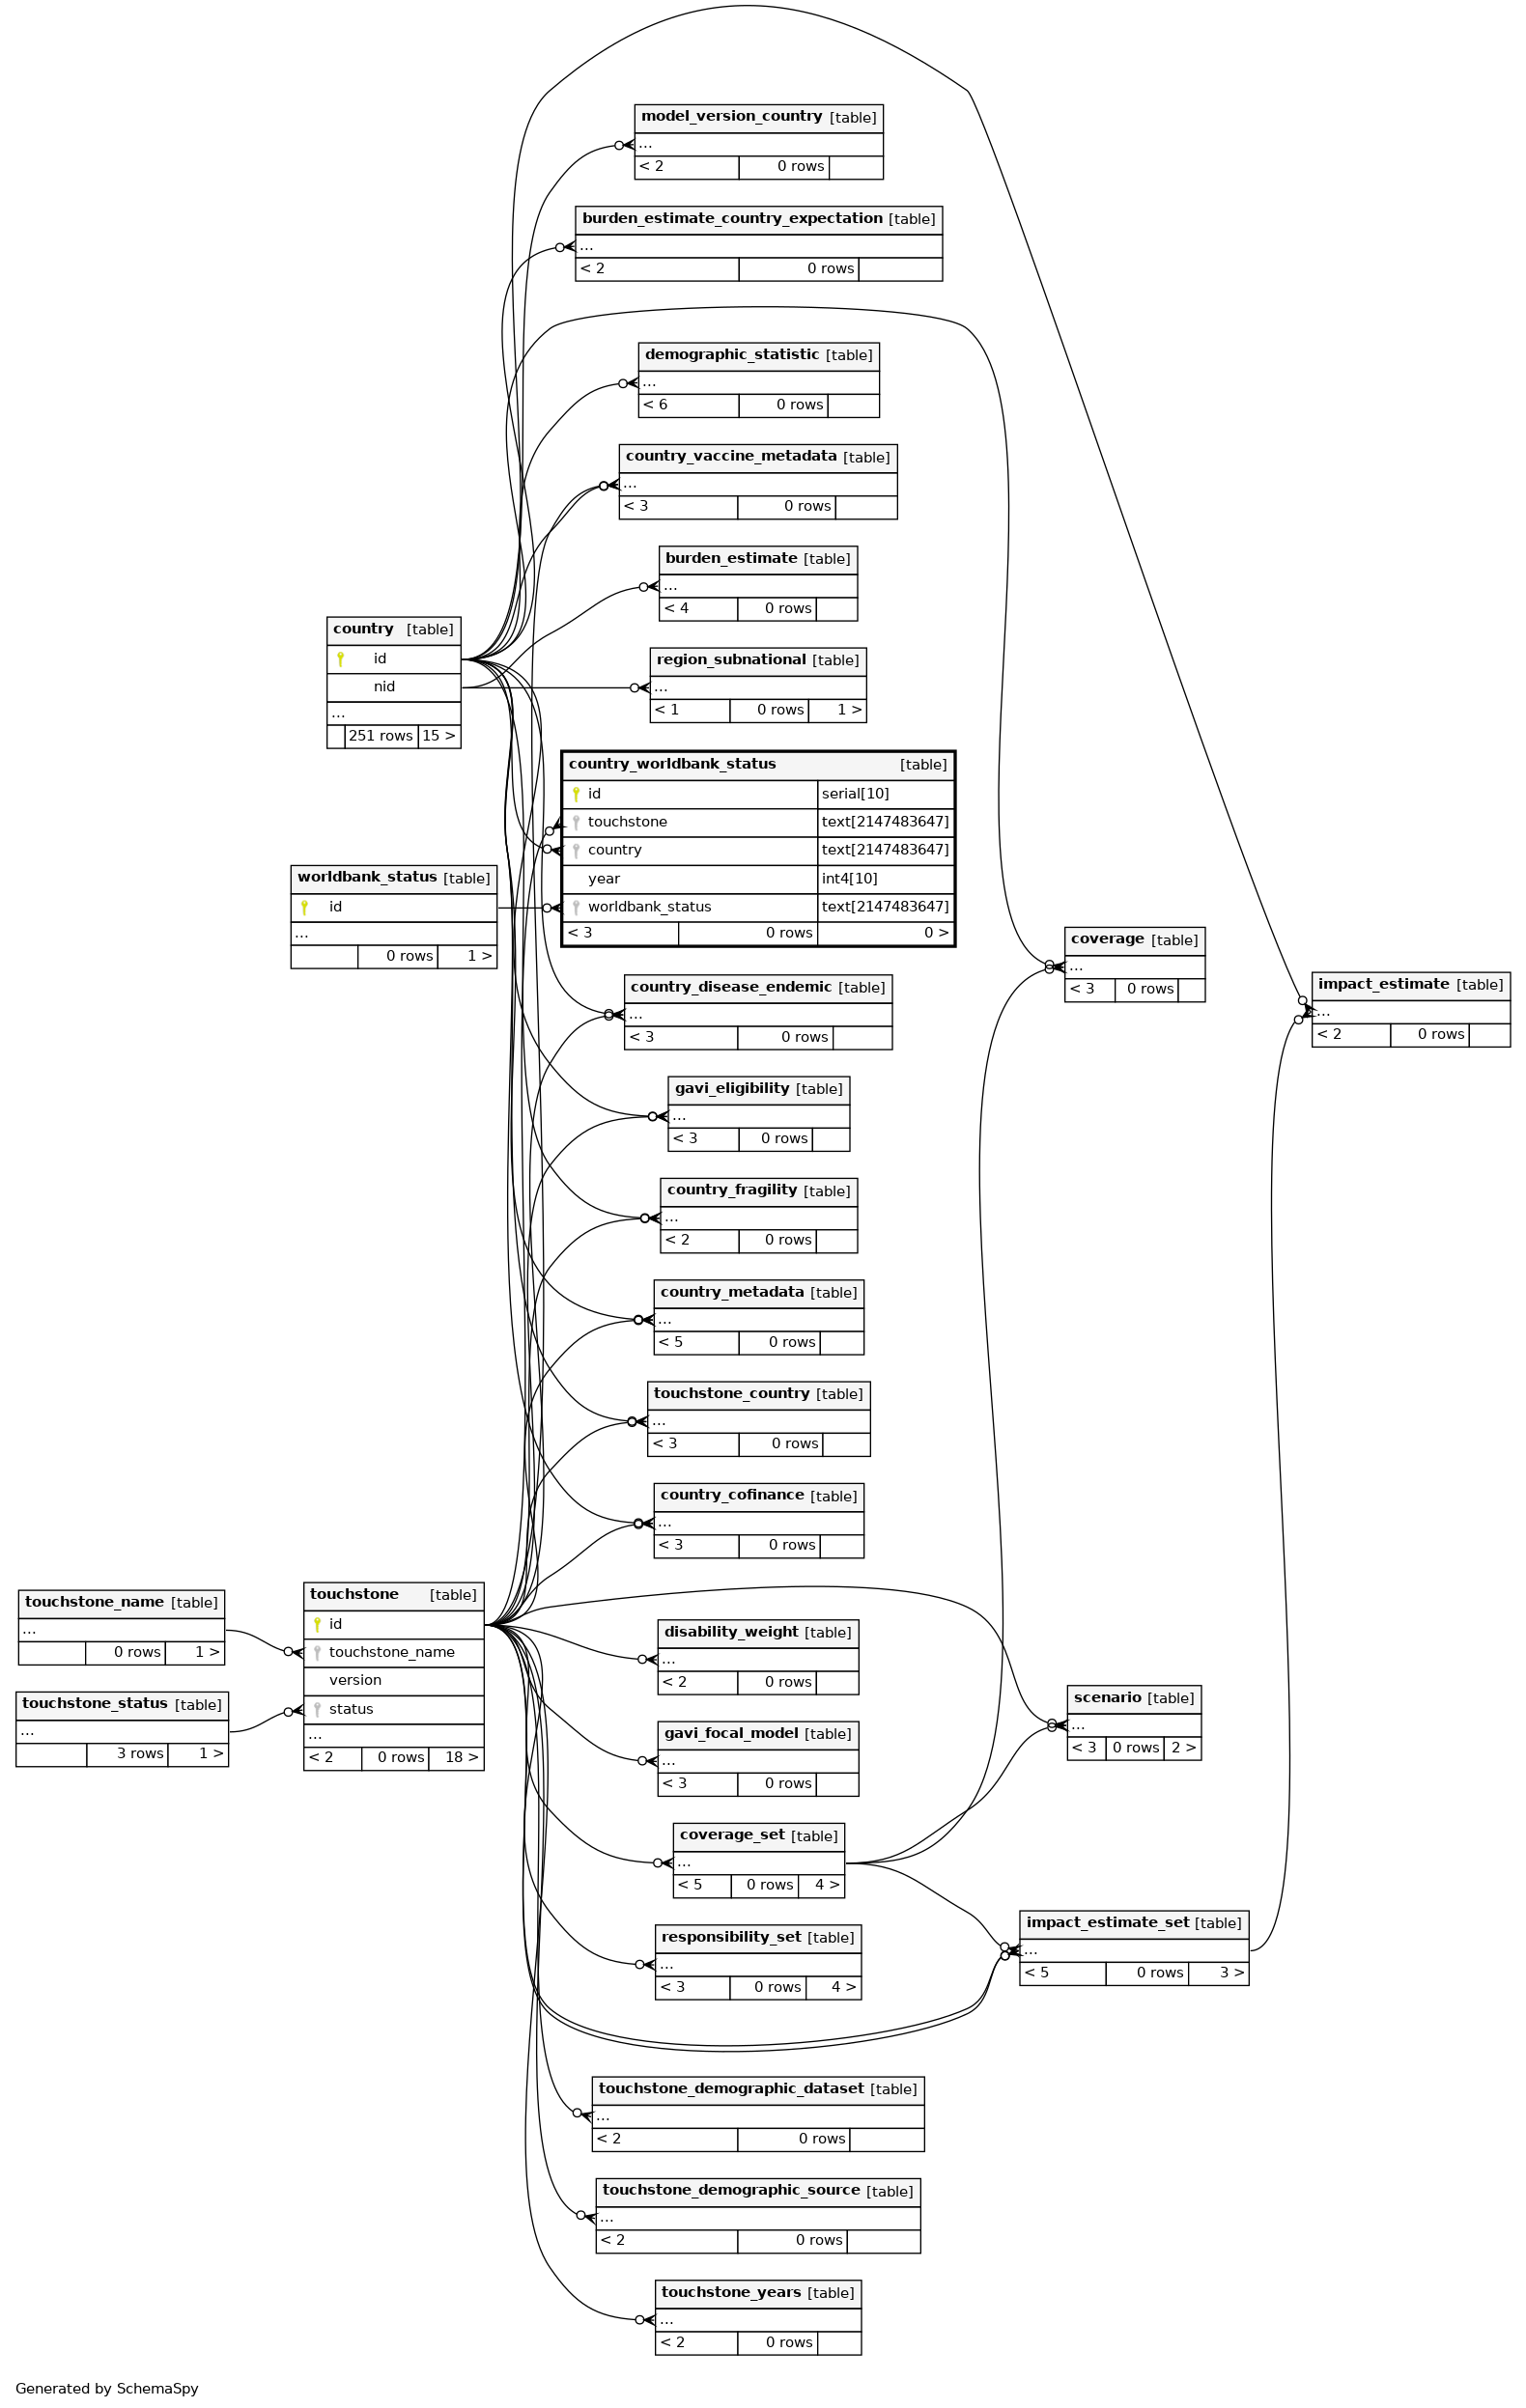 model_version_country [table]
...
< 2 0 rows
burden_estimate_country_expectation [table]
...
< 2 0 rows
demographic_statistic [table]
...
< 6 0 rows
country_vaccine_metadata [table]
...
< 3 0 rows
burden_estimate [table]
...
< 4 0 rows
country [table]
id
nid
...
251 rows 15 >
region_subnational [table]
...
< 1 0 rows 1 >
country_worldbank_status [table]
id serial[10]
touchstone text[2147483647]
country text[2147483647]
year int4[10]
worldbank_status text[2147483647]
< 3 0 rows 0 >
worldbank_status [table]
id
...
0 rows 1 >
coverage [table]
...
< 3 0 rows
impact_estimate [table]
...
< 2 0 rows
country_disease_endemic [table]
...
< 3 0 rows
gavi_eligibility [table]
...
< 3 0 rows
country_fragility [table]
...
< 2 0 rows
country_metadata [table]
...
< 5 0 rows
touchstone_country [table]
...
< 3 0 rows
country_cofinance [table]
...
< 3 0 rows
touchstone_name [table]
...
0 rows 1 >
touchstone_status [table]
...
3 rows 1 >
touchstone [table]
id
touchstone_name
version
status
...
< 2 0 rows 18 >
disability_weight [table]
...
< 2 0 rows
gavi_focal_model [table]
...
< 3 0 rows
scenario [table]
...
< 3 0 rows 2 >
coverage_set [table]
...
< 5 0 rows 4 >
responsibility_set [table]
...
< 3 0 rows 4 >
impact_estimate_set [table]
...
< 5 0 rows 3 >
touchstone_demographic_dataset [table]
...
< 2 0 rows
touchstone_demographic_source [table]
...
< 2 0 rows
touchstone_years [table]
...
< 2 0 rows
Generated by SchemaSpy